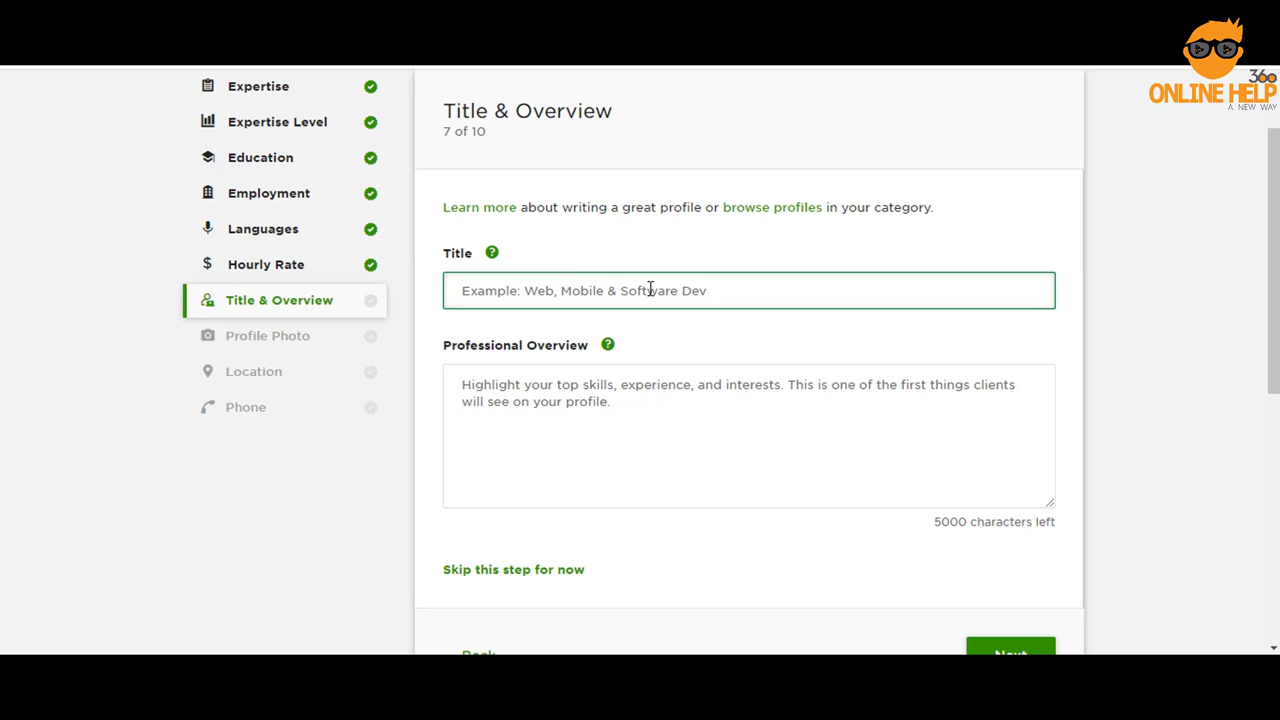 360
ONLINE HELP
A NEW WAY
Expertise
Expertise Level
Education
Employment
Languages
$ Hourly Rate
Title & Overview
Profile Photo
Location
Phone
Title & Overview
7 of 10
Learn more about writing a great profile or browse profiles in your category.
Title ?
Example: Web, Mobile & Software Dev
Professional Overview ?
Highlight your top skills, experience, and interests. This is one of the first things clients
will see on your profile.
5000 characters left
Skip this step for now
Back
Next